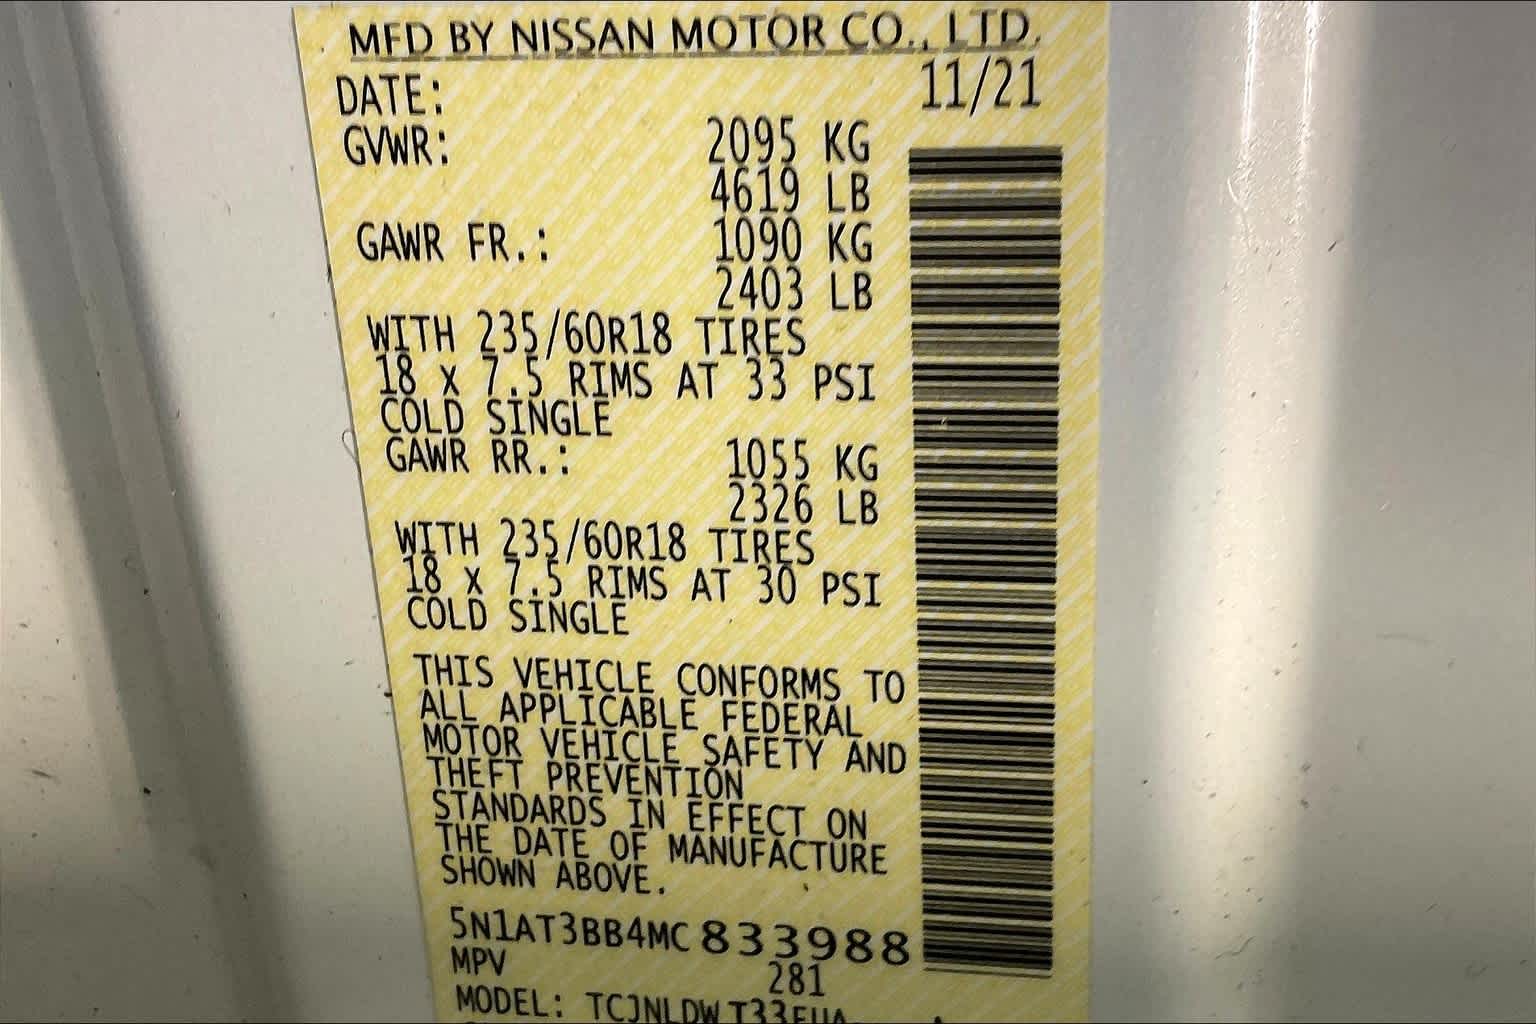 MFD BY NISSAN MOTOR CO., LTD.
DATE: 11/21
GVWR: 2095 KG
4619 LB
GAWR FR.: 1090 KG
2403 LB
WITH 235/60R18 TIRES
18 x 7.5 RIMS AT 33 PSI
COLD SINGLE
GAWR RR.: 1055 KG
2326 LB
WITH 235/60R18 TIRES
18 x 7.5 RIMS AT 30 PSI
COLD SINGLE
THIS VEHICLE CONFORMS TO
ALL APPLICABLE FEDERAL
MOTOR VEHICLE SAFETY AND
THEFT PREVENTION
STANDARDS IN EFFECT ON
THE DATE OF MANUFACTURE
SHOWN ABOVE.
5N1AT3BB4MC833988
MPV 281
MODEL: TCJNLDW